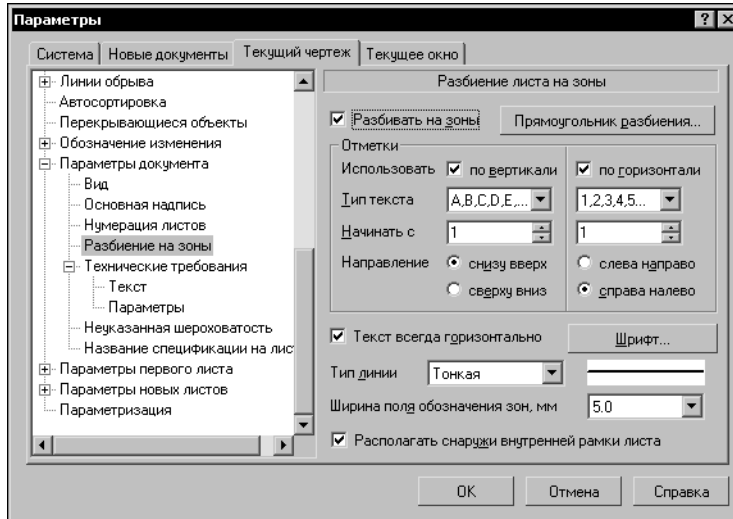 Параметры
Система Новые документы Текущий чертеж Текущее окно
Линии обрыва
Автосортировка
Перекрывающиеся объекты
Обозначение изменения
Параметры документа
Вид
Основная надпись
Нумерация листов
Разбиение на зоны
Технические требования
Текст
Параметры
Неуказанная шероховатость
Название спецификации на лис
Параметры первого листа
Параметры новых листов
Параметризация
Разбиение листа на зоны
Разбивать на зоны Прямоугольник разбиения...
Отметки
Использовать по вертикали по горизонтали
Тип текста A,B,C,D,E,... 1,2,3,4,5...
Начинать с 1 1
Направление снизу вверх слева направо
сверху вниз справа налево
Текст всегда горизонтально Шрифт...
Тип линии Тонкая
Ширина поля обозначения зон, мм 5.0
Располагать снаружи внутренней рамки листа
OK Отмена Справка